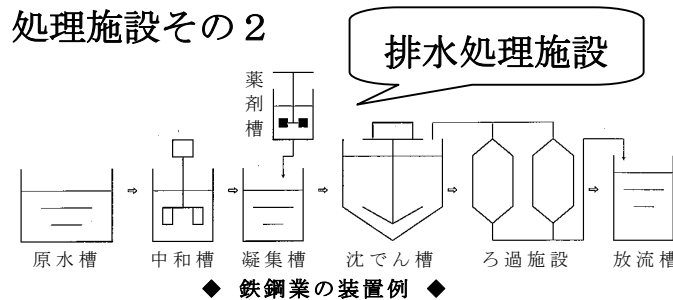 処理施設その２
排水処理施設
薬剤槽
原水槽
中和槽
凝集槽
沈でん槽
ろ過施設
放流槽
◆ 鉄鋼業の装置例 ◆